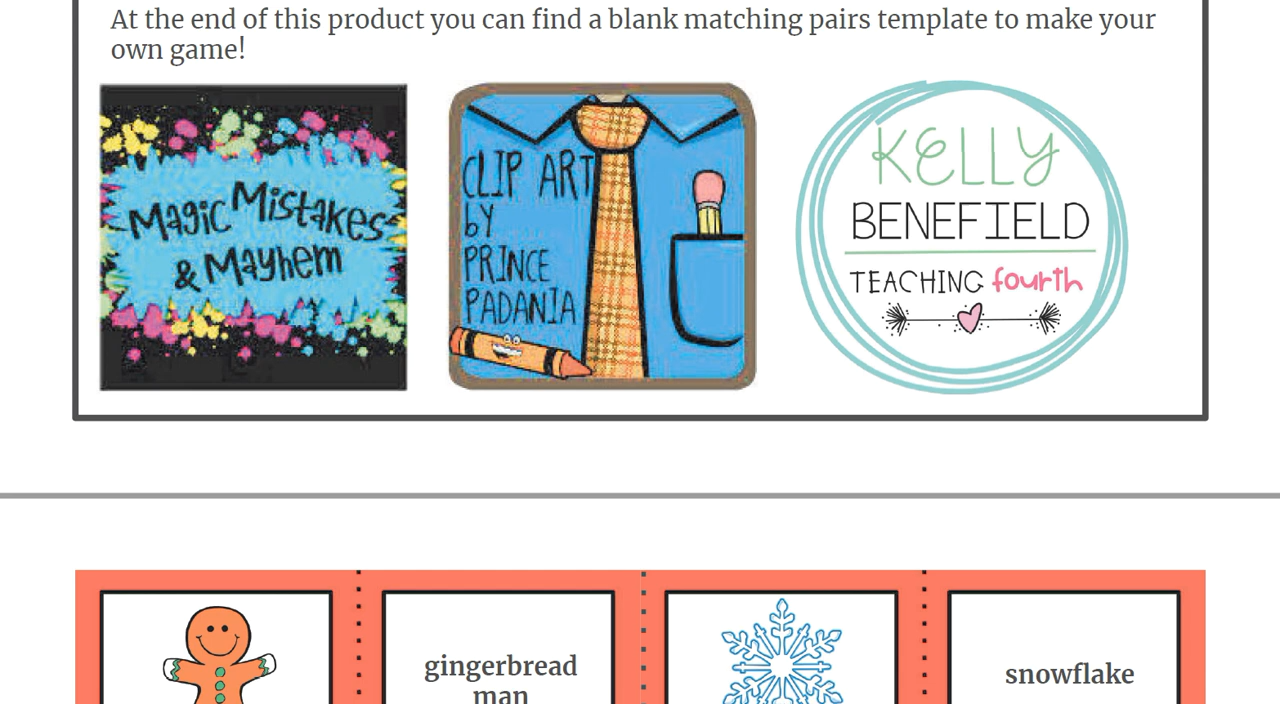 At the end of this product you can find a blank matching pairs template to make your
own game!
Magic Mistakes
& Mayhem
CLIP ART
by
PRINCE
PADANIA
KELLY
BENEFIELD
TEACHING fourth
gingerbread
man
snowflake